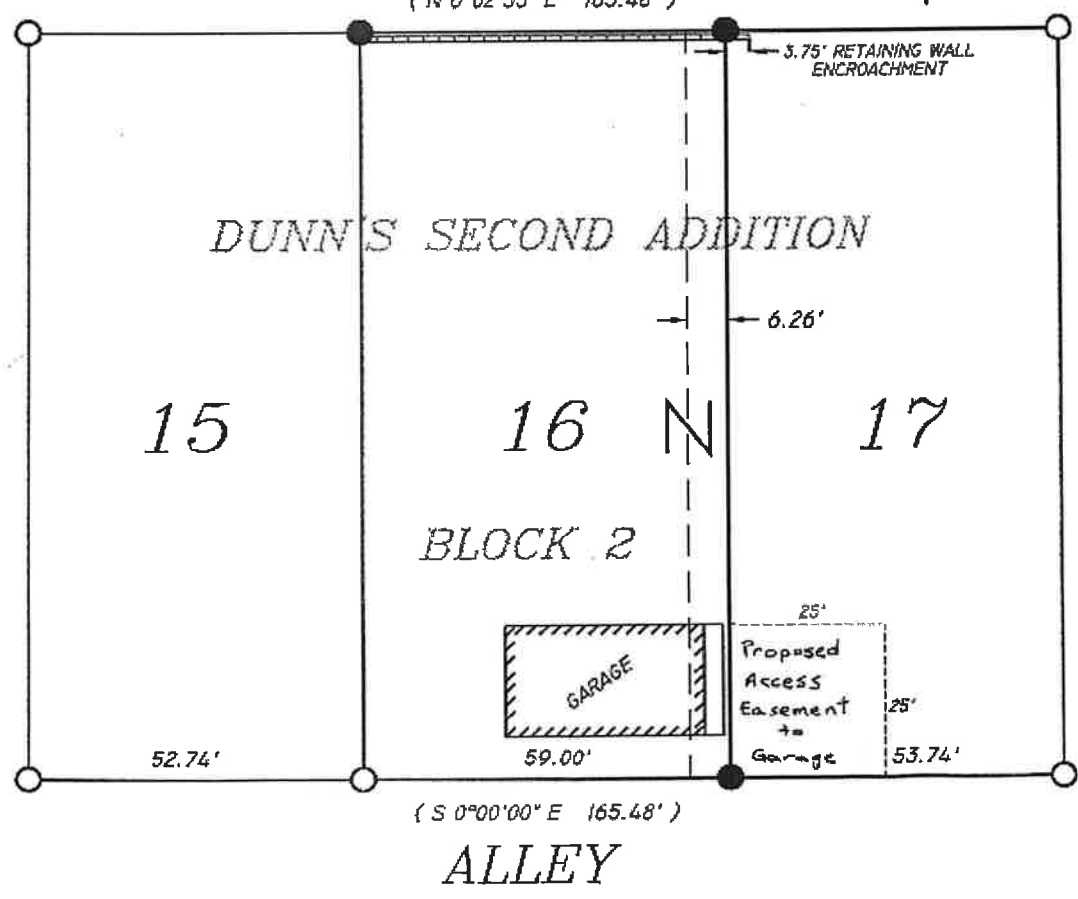 3.75' RETAINING WALL
ENCROACHMENT
DUNN'S SECOND ADDITION
6.26'
15 16 N 17
BLOCK 2
25'
Proposed
Access
Easement
to
Garage
25'
GARAGE
52.74' 59.00' 53.74'
( S 0°00'00" E 165.48' )
ALLEY